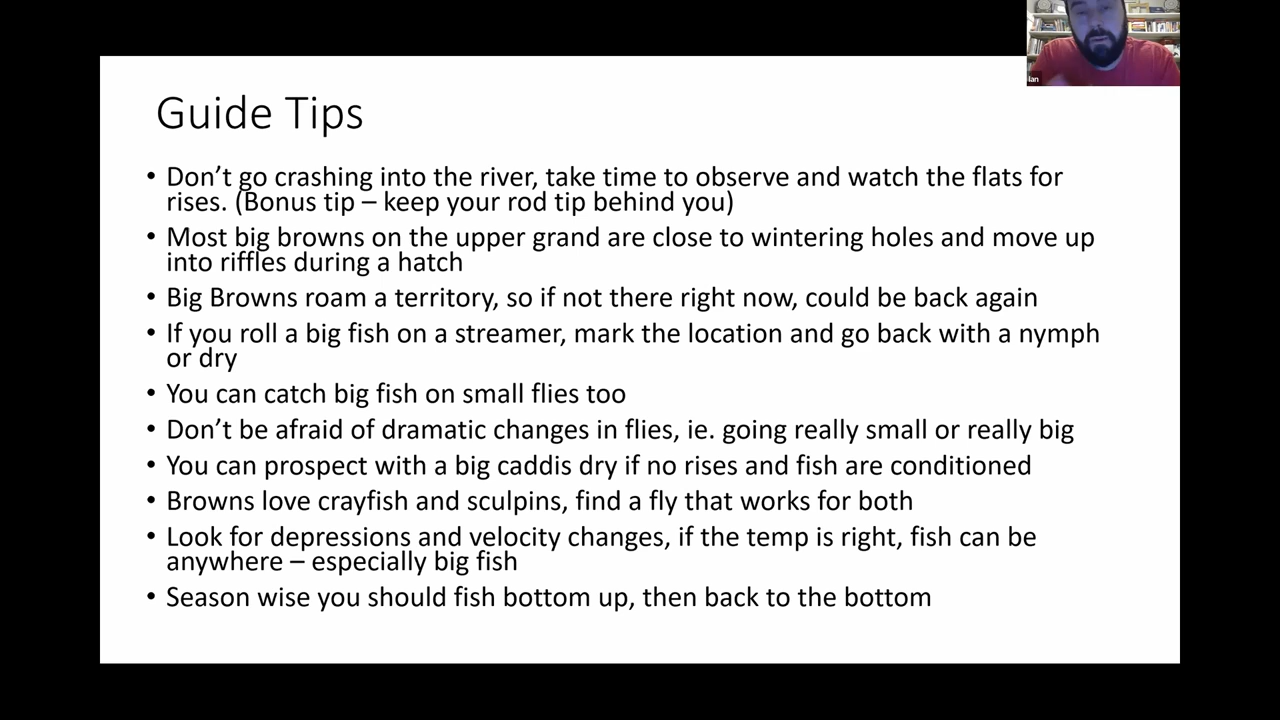 Guide Tips
• Don’t go crashing into the river, take time to observe and watch the flats for
rises. (Bonus tip – keep your rod tip behind you)
• Most big browns on the upper grand are close to wintering holes and move up
into riffles during a hatch
• Big Browns roam a territory, so if not there right now, could be back again
• If you roll a big fish on a streamer, mark the location and go back with a nymph
or dry
• You can catch big fish on small flies too
• Don’t be afraid of dramatic changes in flies, ie. going really small or really big
• You can prospect with a big caddis dry if no rises and fish are conditioned
• Browns love crayfish and sculpins, find a fly that works for both
• Look for depressions and velocity changes, if the temp is right, fish can be
anywhere – especially big fish
• Season wise you should fish bottom up, then back to the bottom
Ian